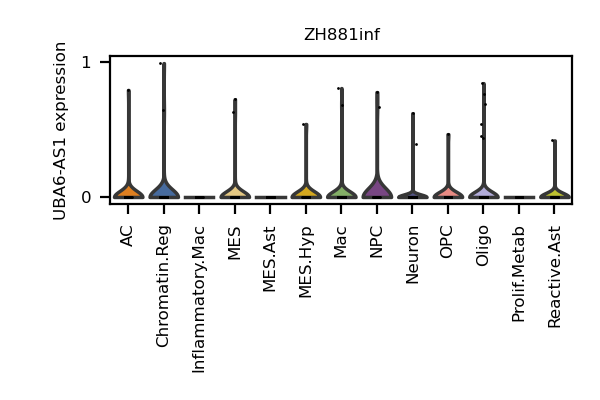 ZH881inf
UBA6-AS1 expression
1
0
AC
Chromatin.Reg
Inflammatory.Mac
MES
MES.Ast
MES.Hyp
Mac
NPC
Neuron
OPC
Oligo
Prolif.Metab
Reactive.Ast